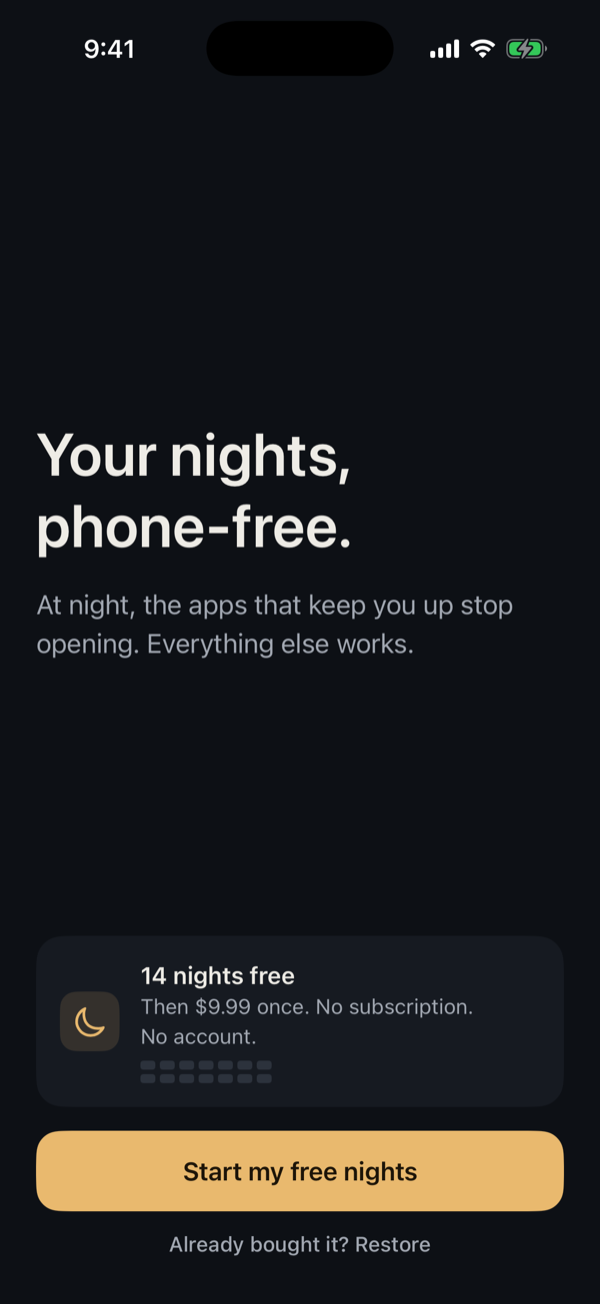 9:41
Your nights,
phone-free.
At night, the apps that keep you up stop
opening. Everything else works.
14 nights free
Then $9.99 once. No subscription.
No account.
Start my free nights
Already bought it? Restore